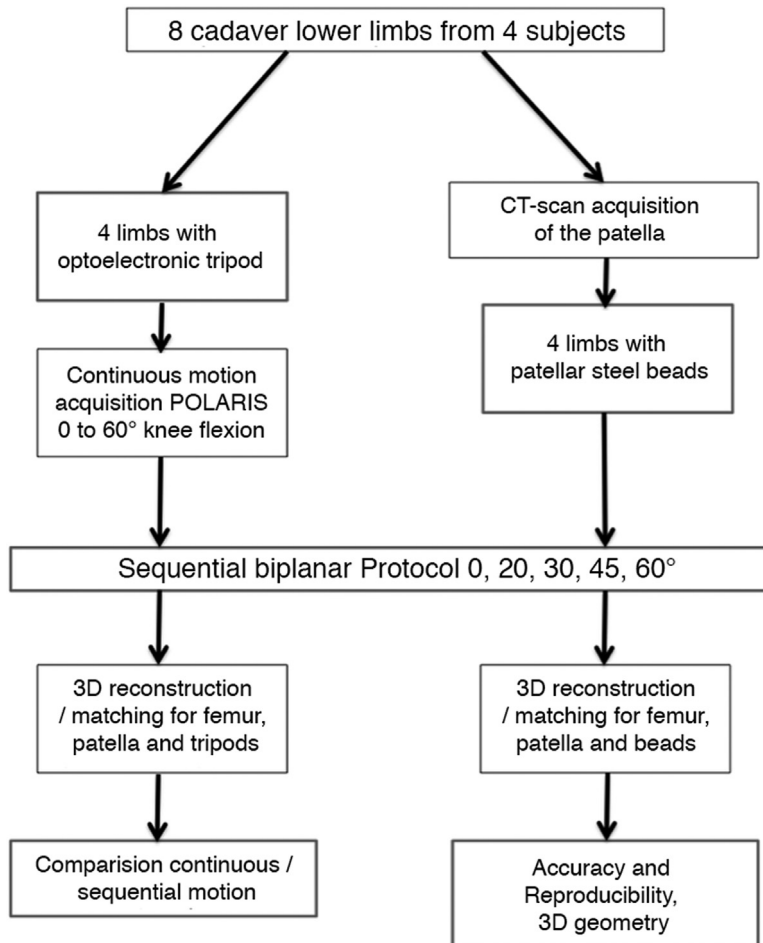 8 cadaver lower limbs from 4 subjects
4 limbs with
optoelectronic tripod
CT-scan acquisition
of the patella
Continuous motion
acquisition POLARIS
0 to 60° knee flexion
4 limbs with
patellar steel beads
Sequential biplanar Protocol 0, 20, 30, 45, 60°
3D reconstruction
/ matching for femur,
patella and tripods
3D reconstruction
/ matching for femur,
patella and beads
Comparision continuous /
sequential motion
Accuracy and
Reproducibility,
3D geometry